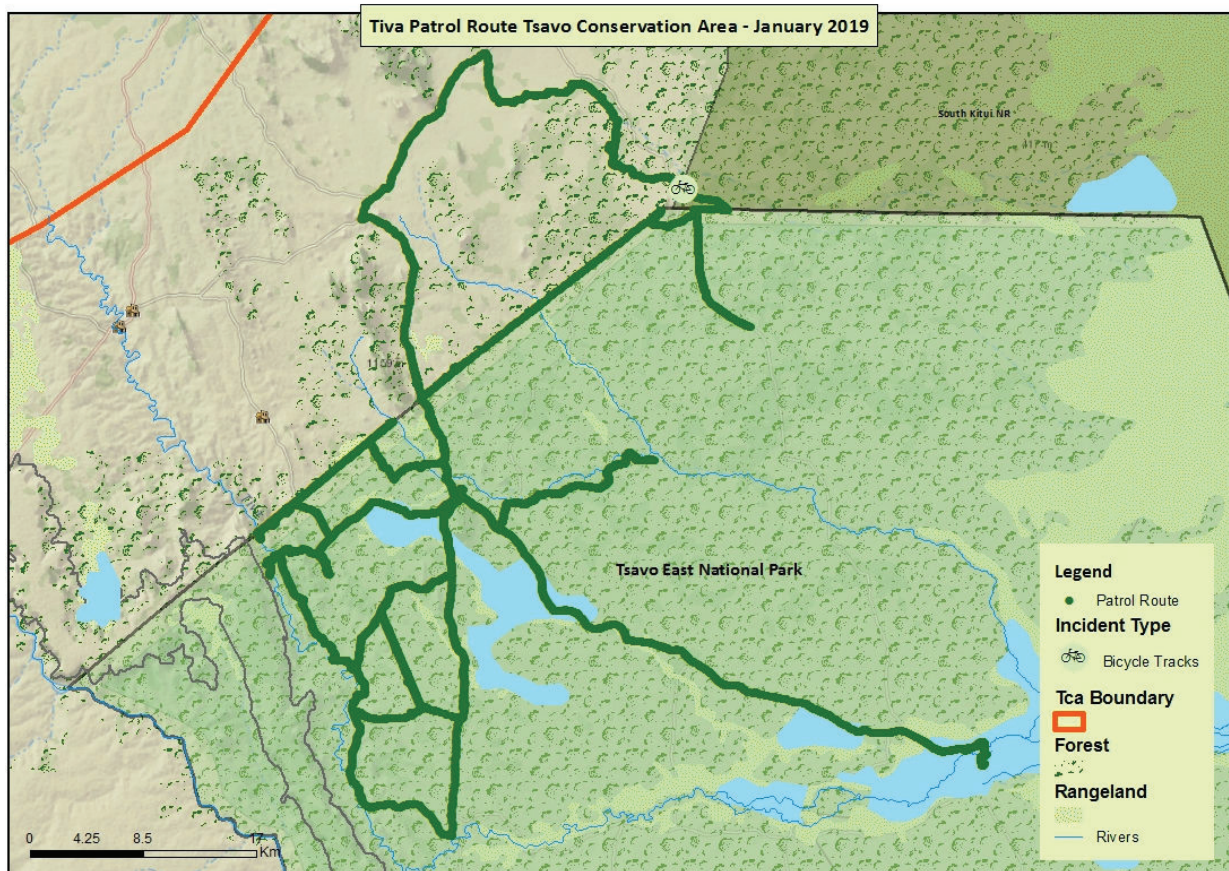 Tiva Patrol Route Tsavo Conservation Area - January 2019
South Kitui NR
Tsavo East National Park
Legend
Patrol Route
Incident Type
Bicycle Tracks
Tca Boundary
Forest
Rangeland
Rivers
0 4.25 8.5 17
Km